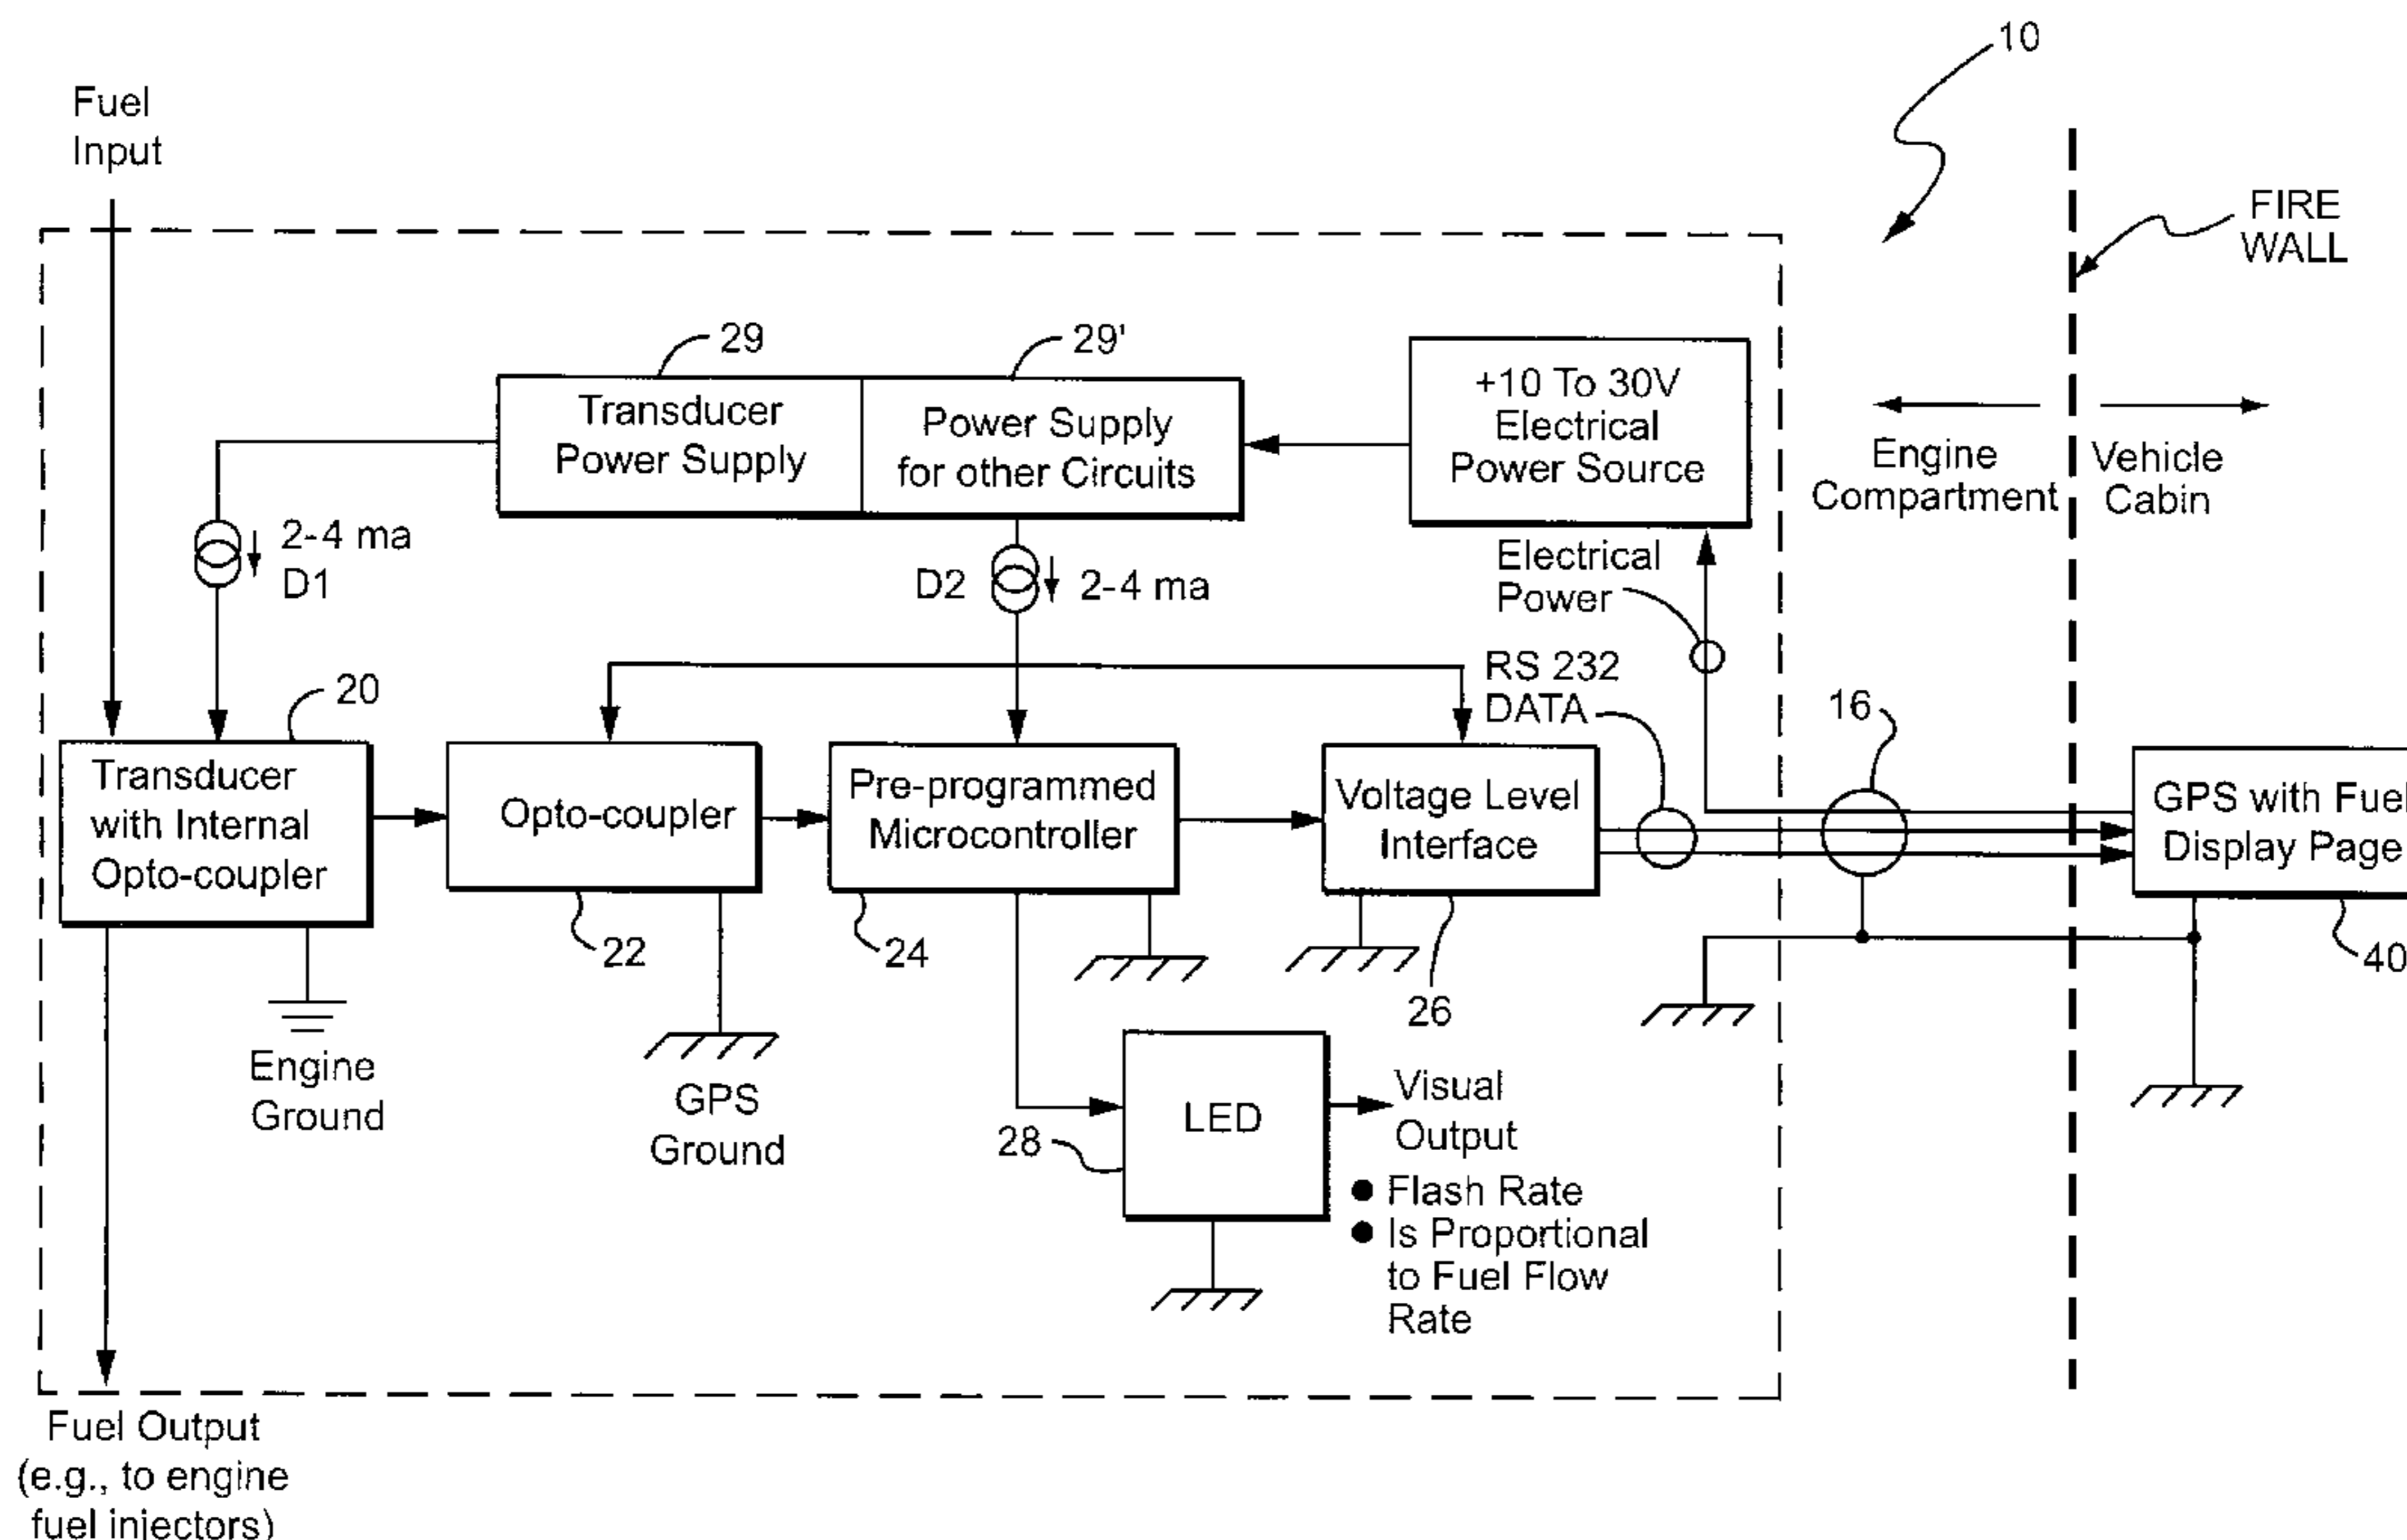 10
Fuel
Input
FIRE
WALL
29
29'
Transducer
Power Supply
Power Supply
for other Circuits
+10 To 30V
Electrical
Power Source
Engine
Compartment
Vehicle
Cabin
2-4 ma
D1
D2
2-4 ma
Electrical
Power
RS 232
DATA
16
20
Transducer
with Internal
Opto-coupler
Opto-coupler
Pre-programmed
Microcontroller
Voltage Level
Interface
GPS with Fuel
Display Page
22
24
26
40
Engine
Ground
GPS
Ground
28
LED
Visual
Output
● Flash Rate
● Is Proportional
to Fuel Flow
Rate
Fuel Output
(e.g., to engine
fuel injectors)